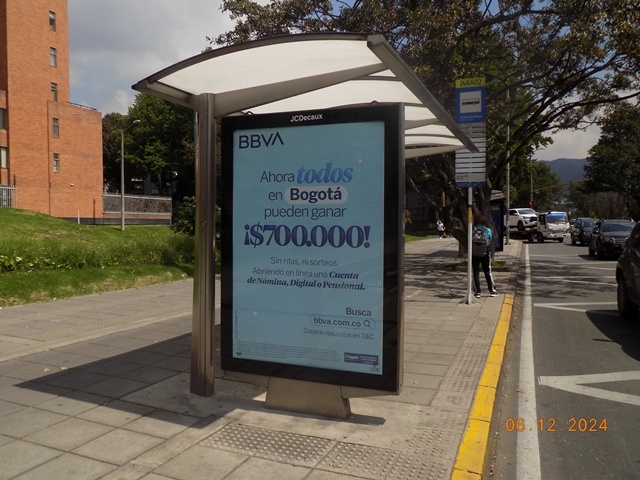 JCDecaux
BBVA
Ahora todos
en Bogotá
pueden ganar
¡$700.000!
Sin rifas, ni sorteos
Abriendo en línea una Cuenta
de Nómina, Digital o Pensional.
Busca
bbva.com.co
Conoce requisitos en T&C
06.12.2024